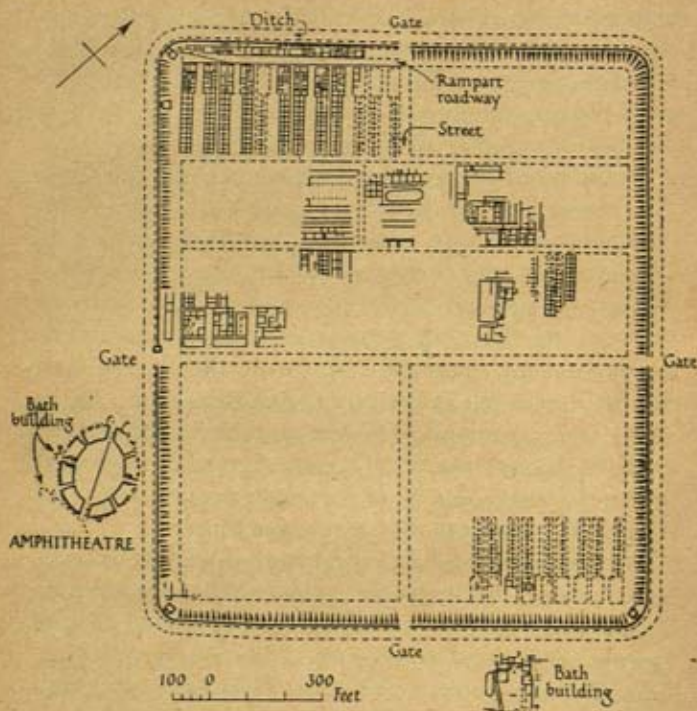 Ditch
Gate
Rampart
roadway
Street
Gate
Gate
Bath
building
AMPHITHEATRE
Gate
100 0 300
Feet
Bath
building